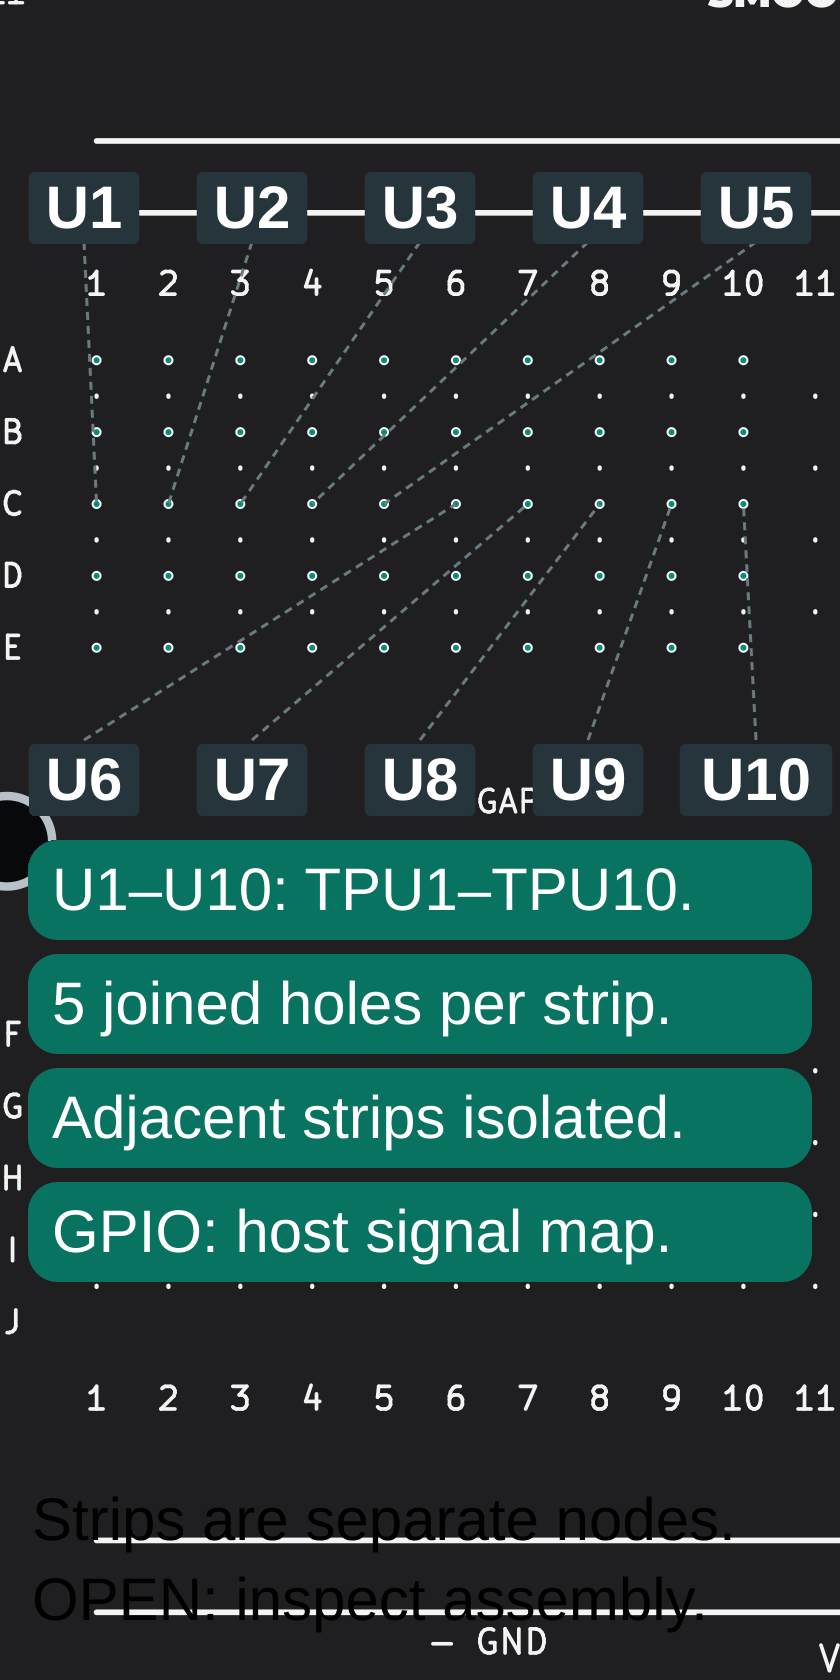 U1 U2 U3 U4 U5
1 2 3 4 5 6 7 8 9 10 11
A
B
C
D
E
U6 U7 U8 U9 U10
U1–U10: TPU1–TPU10.
5 joined holes per strip.
F
G
Adjacent strips isolated.
H
GPIO: host signal map.
I
J
1 2 3 4 5 6 7 8 9 10 11
Strips are separate nodes.
OPEN: inspect assembly.
– GND